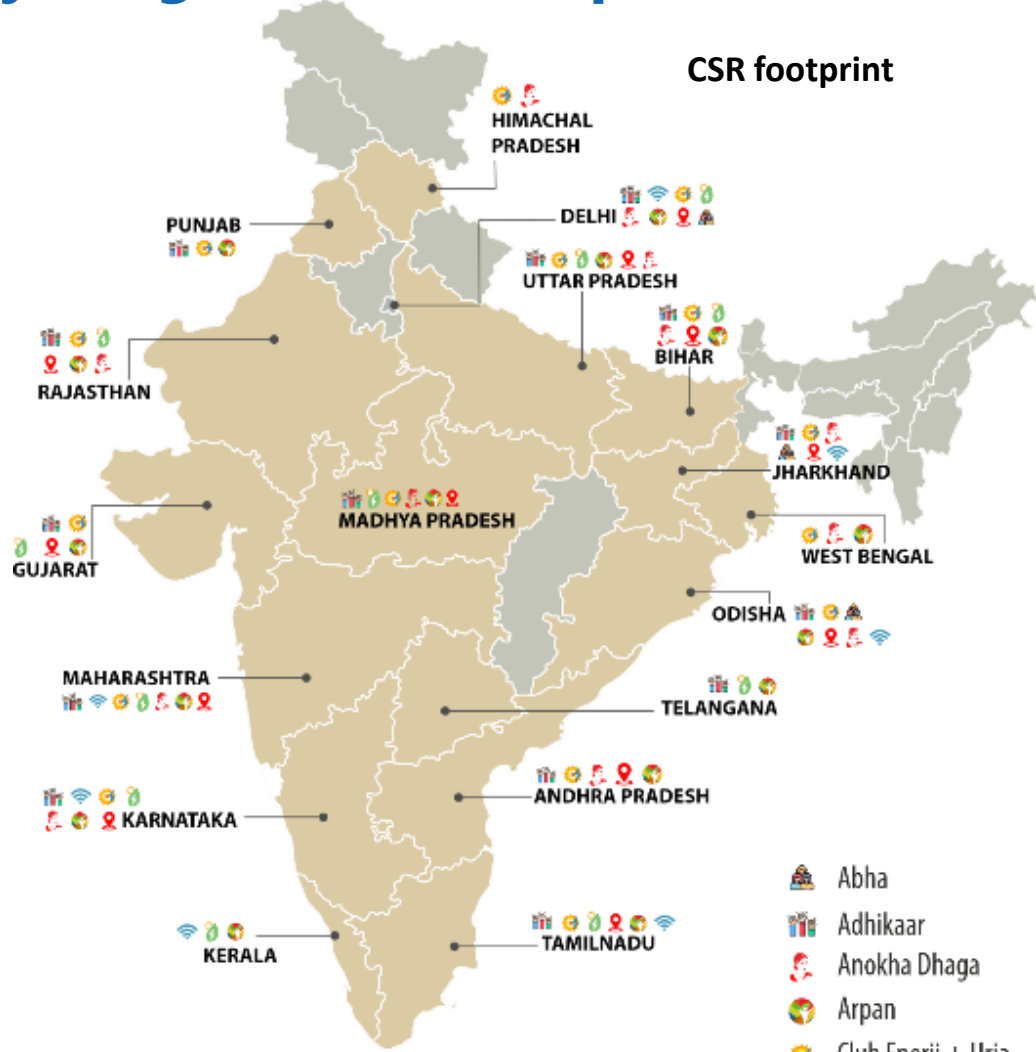 CSR footprint
HIMACHAL
PRADESH
DELHI
PUNJAB
UTTAR PRADESH
BIHAR
RAJASTHAN
JHARKHAND
MADHYA PRADESH
WEST BENGAL
GUJARAT
ODISHA
MAHARASHTRA
TELANGANA
ANDHRA PRADESH
KARNATAKA
TAMILNADU
KERALA
Abha
Adhikaar
Anokha Dhaga
Arpan